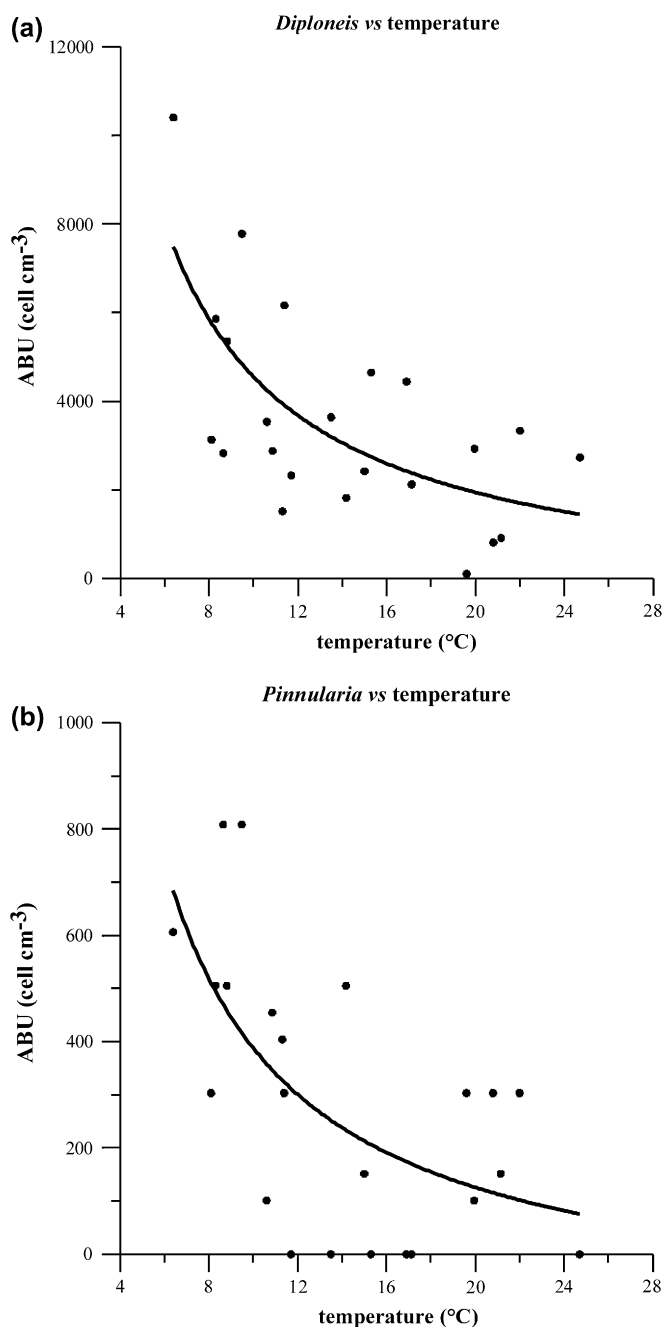 (a)
Diploneis vs temperature
12000
8000
4000
0
ABU (cell cm-3)
4 8 12 16 20 24 28
temperature (°C)
(b)
Pinnularia vs temperature
1000
800
600
400
200
0
ABU (cell cm-3)
4 8 12 16 20 24 28
temperature (°C)